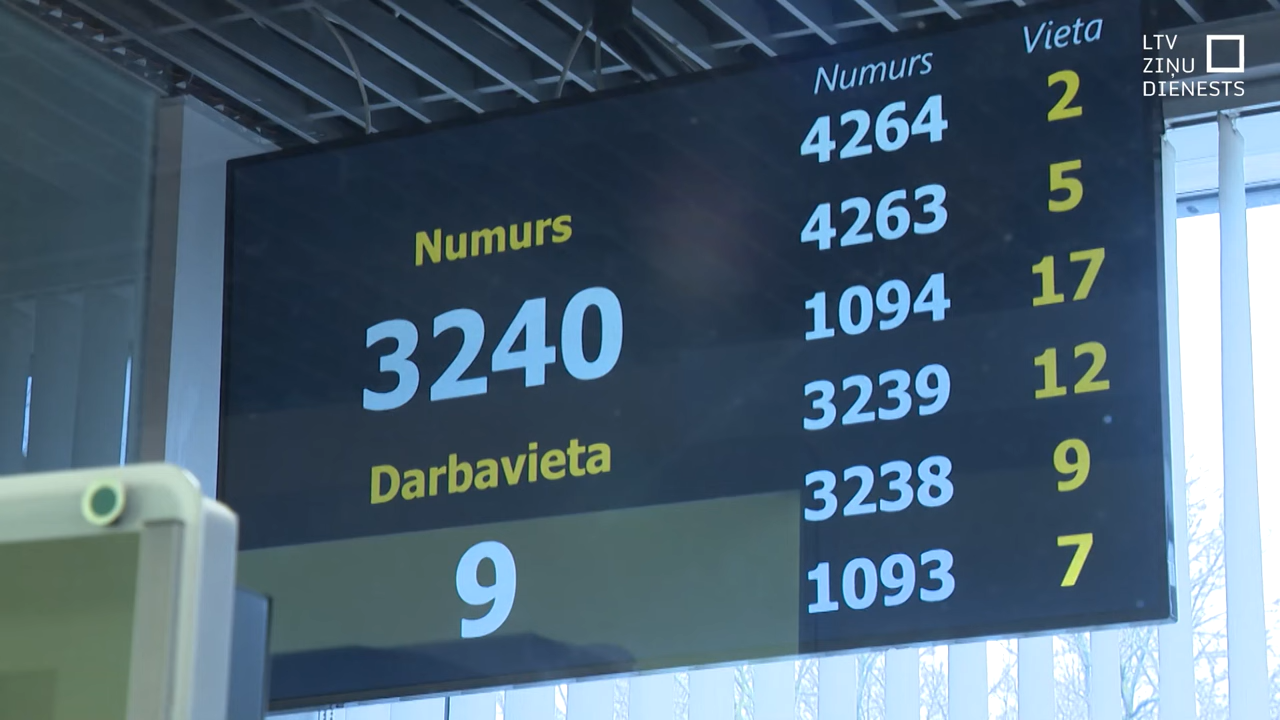 Numurs
3240
Darbavieta
9
Numurs Vieta
4264 2
4263 5
1094 17
3239 12
3238 9
1093 7
LTV
ZIŅU
DIENESTS